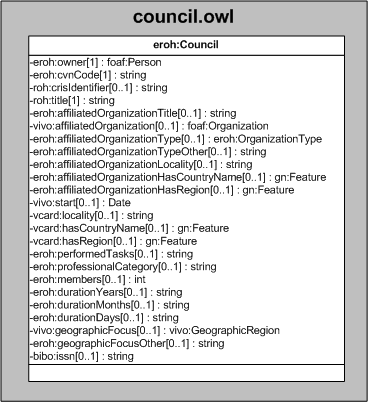 council.owl
eroh:Council
-eroh:owner[1] : foaf:Person
-eroh:cvnCode[1] : string
-roh:crisIdentifier[0..1] : string
-roh:title[1] : string
-eroh:affiliatedOrganizationTitle[0..1] : string
-vivo:affiliatedOrganization[0..1] : foaf:Organization
-eroh:affiliatedOrganizationType[0..1] : eroh:OrganizationType
-eroh:affiliatedOrganizationTypeOther[0..1] : string
-eroh:affiliatedOrganizationLocality[0..1] : string
-eroh:affiliatedOrganizationHasCountryName[0..1] : gn:Feature
-eroh:affiliatedOrganizationHasRegion[0..1] : gn:Feature
-vivo:start[0..1] : Date
-vcard:locality[0..1] : string
-vcard:hasCountryName[0..1] : gn:Feature
-vcard:hasRegion[0..1] : gn:Feature
-eroh:performedTasks[0..1] : string
-eroh:professionalCategory[0..1] : string
-eroh:members[0..1] : int
-eroh:durationYears[0..1] : string
-eroh:durationMonths[0..1] : string
-eroh:durationDays[0..1] : string
-vivo:geographicFocus[0..1] : vivo:GeographicRegion
-eroh:geographicFocusOther[0..1] : string
-bibo:issn[0..1] : string